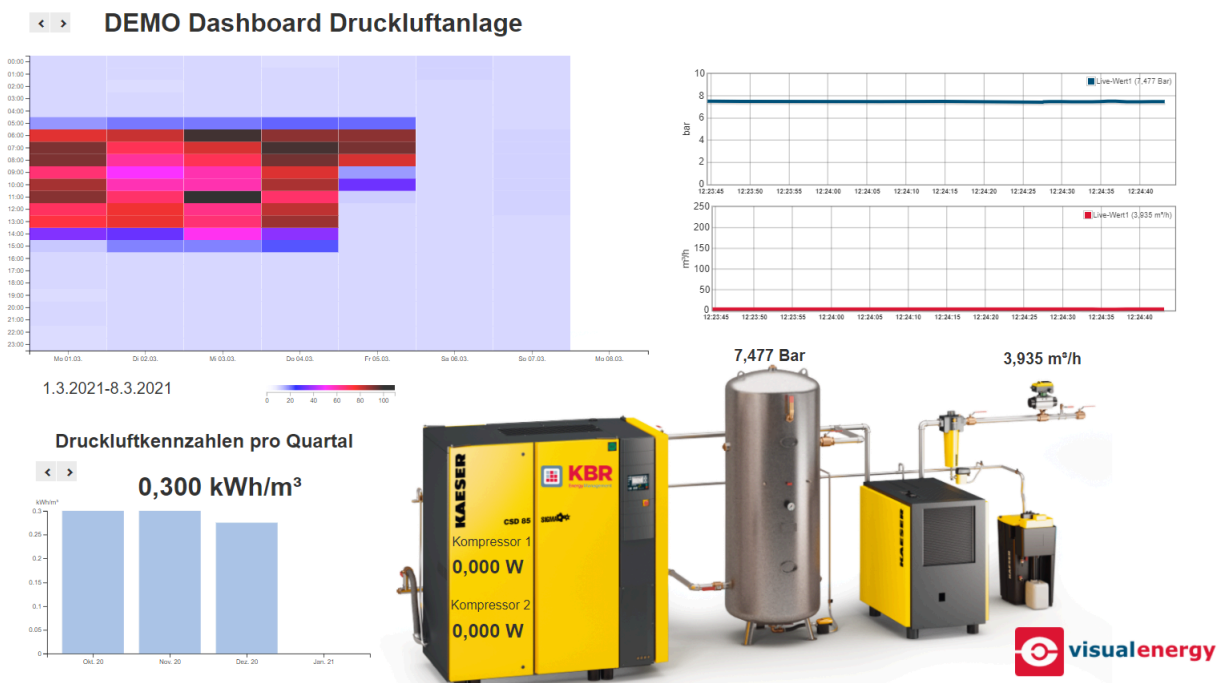 DEMO Dashboard Druckluftanlage
00:00
01:00
02:00
03:00
04:00
05:00
06:00
07:00
08:00
09:00
10:00
11:00
12:00
13:00
14:00
15:00
16:00
17:00
18:00
19:00
20:00
21:00
22:00
23:00
Mo 01.03. Di 02.03. Mi 03.03. Do 04.03. Fr 05.03. Sa 06.03. So 07.03. Mo 08.03.
1.3.2021-8.3.2021
0 20 40 60 80 100
Live-Wert1 (7,477 Bar)
bar
10
8
6
4
2
0
12:23:45 12:23:50 12:23:55 12:24:00 12:24:05 12:24:10 12:24:15 12:24:20 12:24:25 12:24:30 12:24:35 12:24:40
Live-Wert1 (3,935 m³/h)
m³/h
250
200
150
100
50
0
12:23:45 12:23:50 12:23:55 12:24:00 12:24:05 12:24:10 12:24:15 12:24:20 12:24:25 12:24:30 12:24:35 12:24:40
7,477 Bar
3,935 m³/h
Druckluftkennzahlen pro Quartal
0,300 kWh/m³
kWh/m³
0.3
0.25
0.2
0.15
0.1
0.05
0
Okt. 20 Nov. 20 Dez. 20 Jan. 21
KAESER
KBR
CSD 85
Kompressor 1
0,000 W
Kompressor 2
0,000 W
KAESER
visualenergy